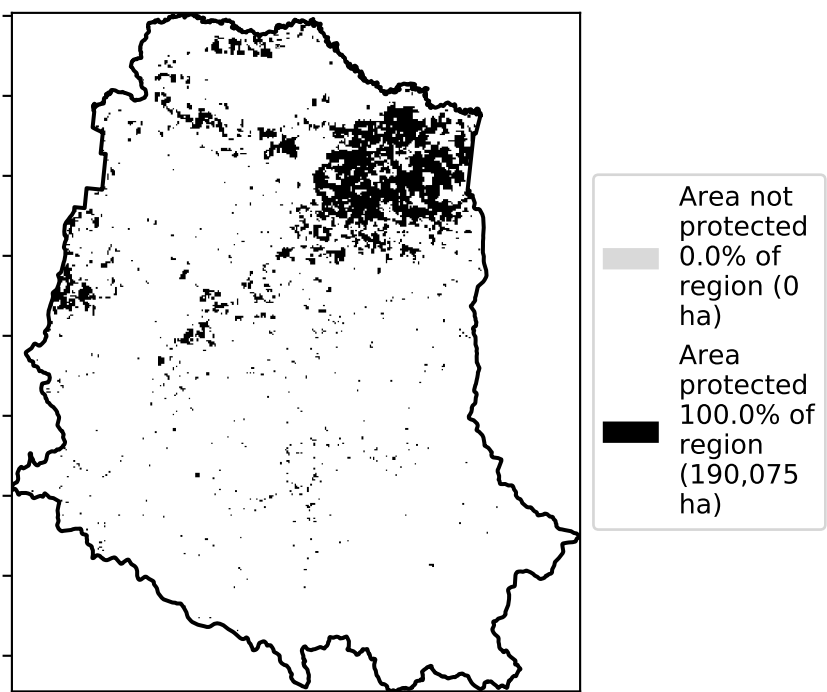 Area not
protected
0.0% of
region (0
ha)
Area
protected
100.0% of
region
(190,075
ha)